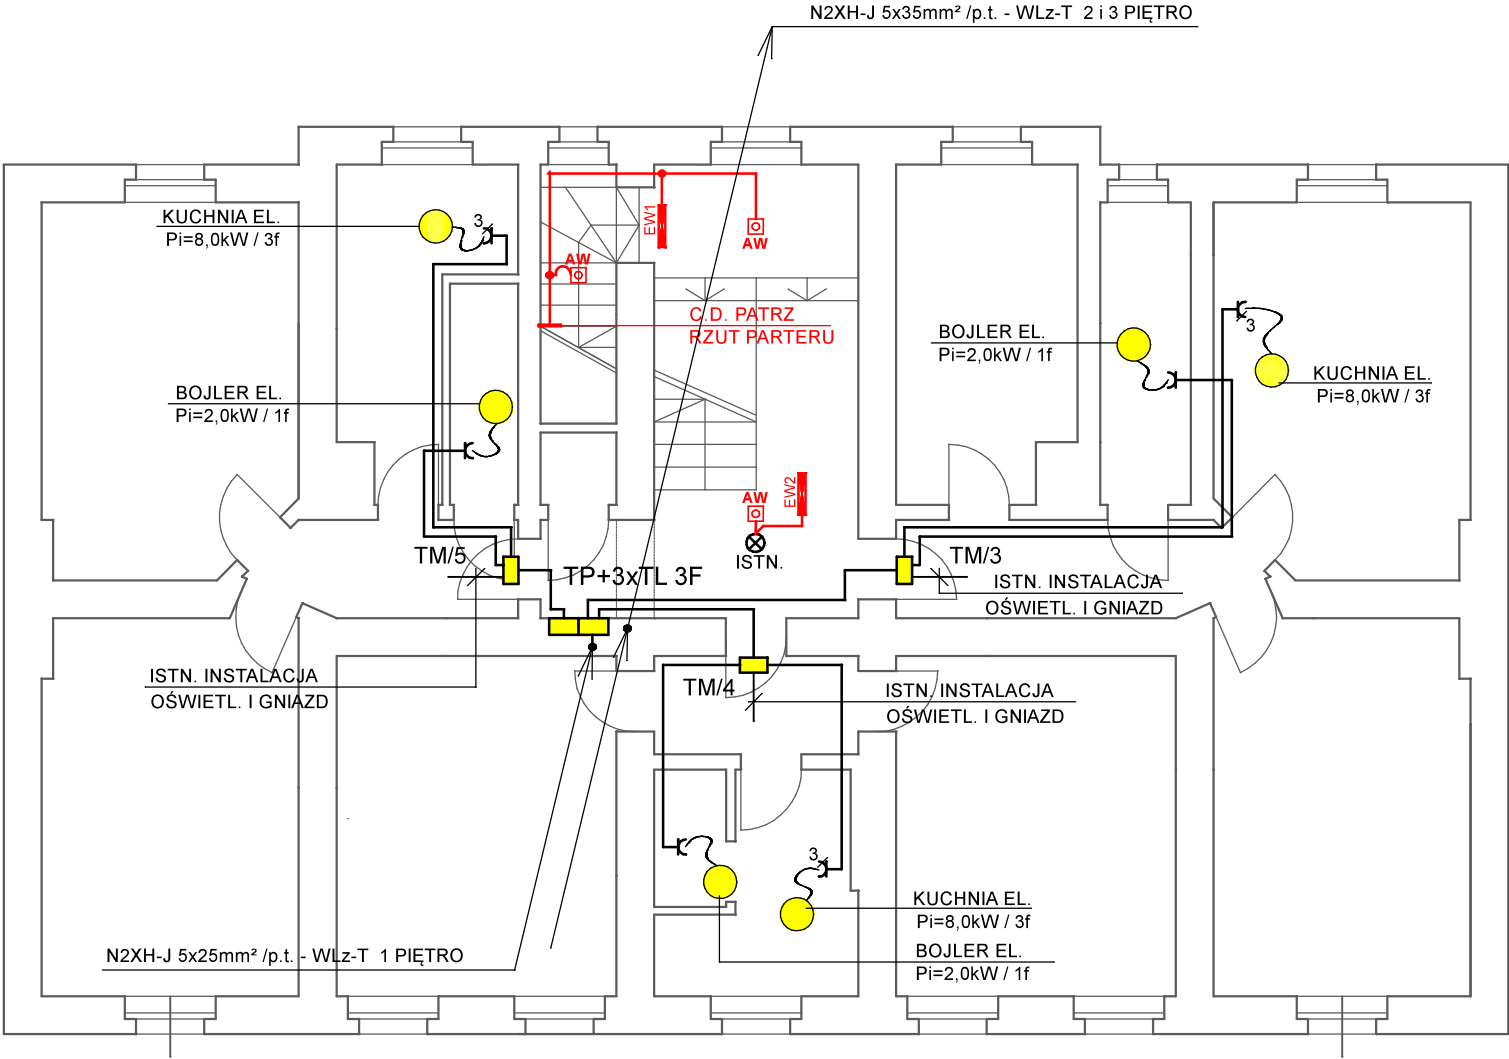 N2XH-J 5x35mm² /p.t. - WLz-T 2 i 3 PIĘTRO
KUCHNIA EL.
Pi=8,0kW / 3f
3
EW1
AW
AW
C.D. PATRZ
RZUT PARTERU
BOJLER EL.
Pi=2,0kW / 1f
3
KUCHNIA EL.
Pi=8,0kW / 3f
BOJLER EL.
Pi=2,0kW / 1f
AW
EW2
ISTN.
TM/5
TP+3xTL 3F
TM/3
ISTN. INSTALACJA
OŚWIETL. I GNIAZD
ISTN. INSTALACJA
OŚWIETL. I GNIAZD
TM/4
ISTN. INSTALACJA
OŚWIETL. I GNIAZD
3
KUCHNIA EL.
Pi=8,0kW / 3f
BOJLER EL.
Pi=2,0kW / 1f
N2XH-J 5x25mm² /p.t. - WLz-T 1 PIĘTRO